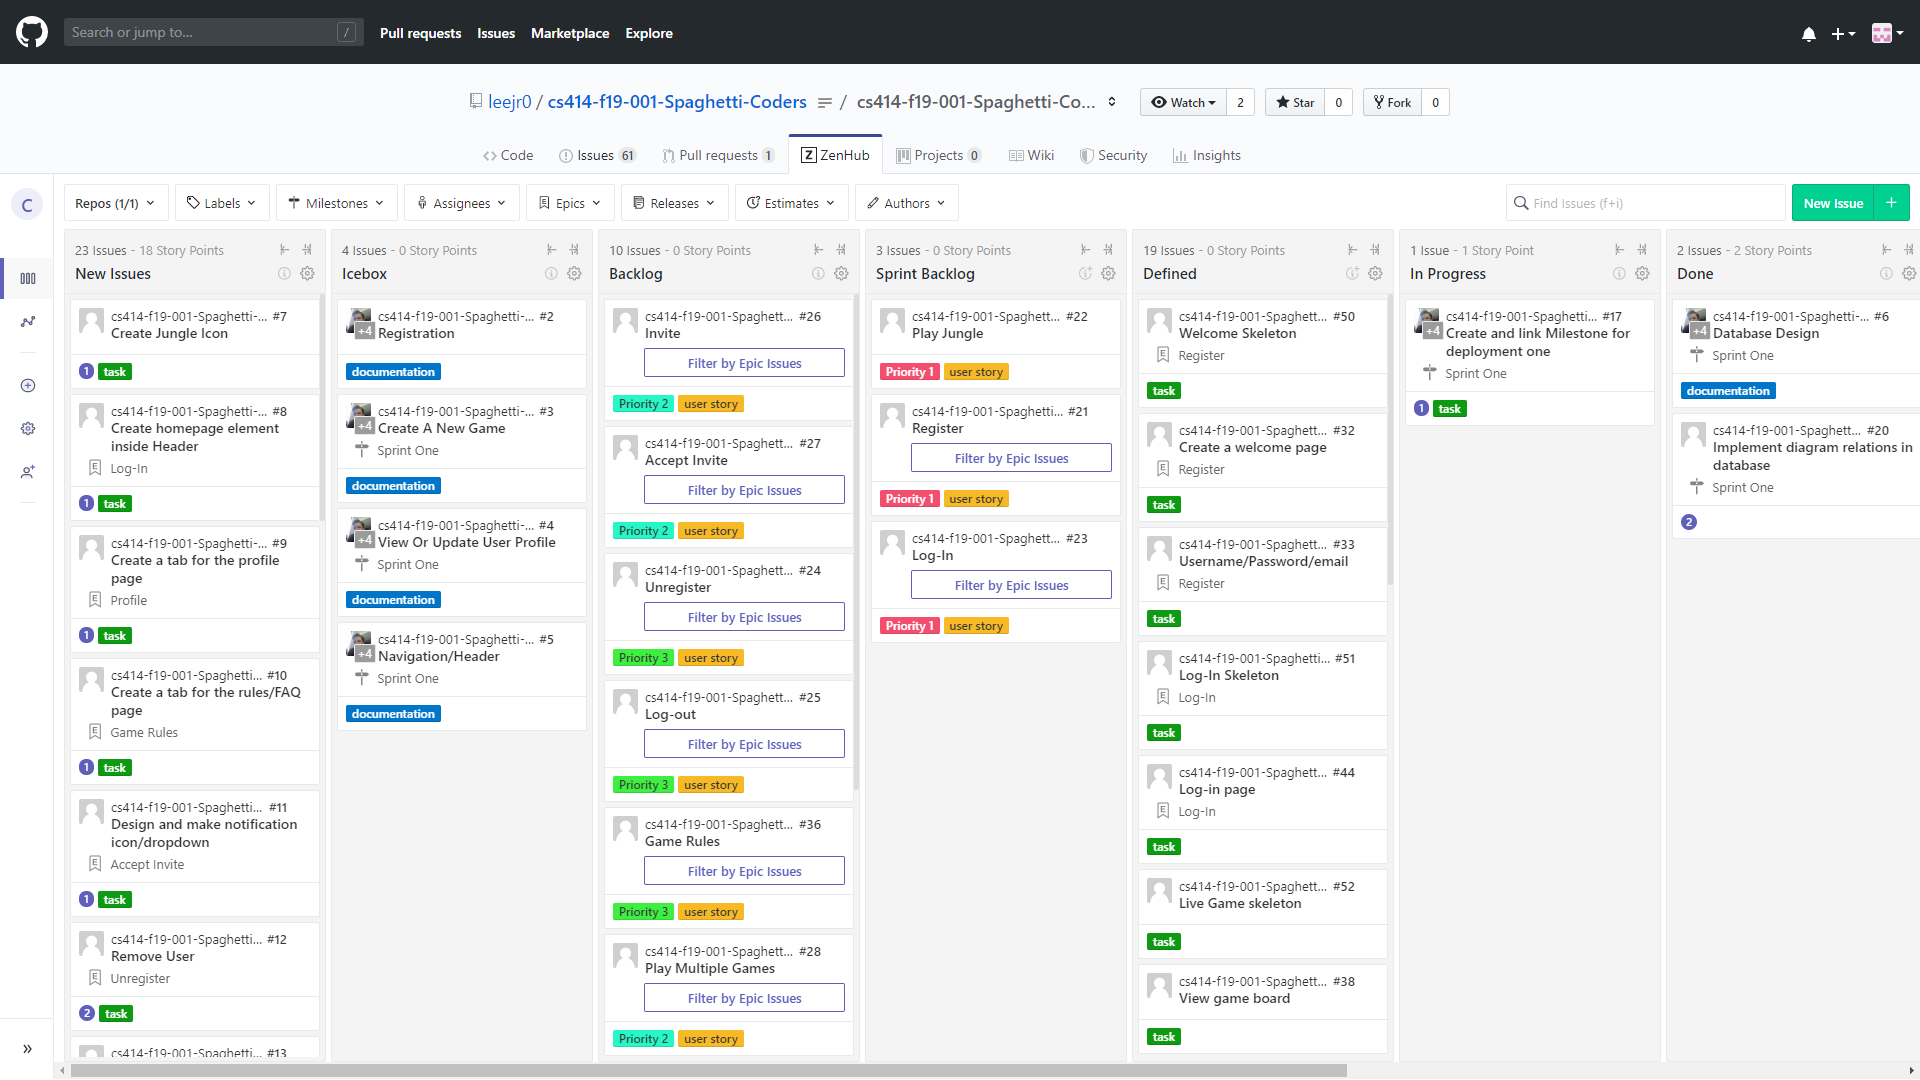 Search or jump to...
/
Pull requests
Issues
Marketplace
Explore
leejr0 / cs414-f19-001-Spaghetti-Coders / cs414-f19-001-Spaghetti-Co...
Watch 2
Star 0
Fork 0
Code
Issues 61
Pull requests 1
Z ZenHub
Projects 0
Wiki
Security
Insights
C
Repos (1/1)
Labels
Milestones
Assignees
Epics
Releases
Estimates
Authors
Find Issues (f+i)
New Issue +
23 Issues - 18 Story Points
New Issues
cs414-f19-001-Spaghetti-... #7
Create Jungle Icon
1 task
cs414-f19-001-Spaghetti-... #8
Create homepage element
inside Header
E Log-In
1 task
cs414-f19-001-Spaghetti-... #9
Create a tab for the profile
page
E Profile
1 task
cs414-f19-001-Spaghetti... #10
Create a tab for the rules/FAQ
page
E Game Rules
1 task
cs414-f19-001-Spaghetti... #11
Design and make notification
icon/dropdown
E Accept Invite
1 task
cs414-f19-001-Spaghetti... #12
Remove User
E Unregister
2 task
cs414-f19-001-Spaghetti... #13
4 Issues - 0 Story Points
Icebox
+4
cs414-f19-001-Spaghetti-... #2
Registration
documentation
+4
cs414-f19-001-Spaghetti-... #3
Create A New Game
Sprint One
documentation
+4
cs414-f19-001-Spaghetti-... #4
View Or Update User Profile
Sprint One
documentation
+4
cs414-f19-001-Spaghetti-... #5
Navigation/Header
Sprint One
documentation
10 Issues - 0 Story Points
Backlog
cs414-f19-001-Spaghett... #26
Invite
Filter by Epic Issues
Priority 2 user story
cs414-f19-001-Spaghett... #27
Accept Invite
Filter by Epic Issues
Priority 2 user story
cs414-f19-001-Spaghett... #24
Unregister
Filter by Epic Issues
Priority 3 user story
cs414-f19-001-Spaghett... #25
Log-out
Filter by Epic Issues
Priority 3 user story
cs414-f19-001-Spaghett... #36
Game Rules
Filter by Epic Issues
Priority 3 user story
cs414-f19-001-Spaghett... #28
Play Multiple Games
Filter by Epic Issues
Priority 2 user story
3 Issues - 0 Story Points
Sprint Backlog
cs414-f19-001-Spaghett... #22
Play Jungle
Priority 1 user story
cs414-f19-001-Spaghetti... #21
Register
Filter by Epic Issues
Priority 1 user story
cs414-f19-001-Spaghett... #23
Log-In
Filter by Epic Issues
Priority 1 user story
19 Issues - 0 Story Points
Defined
cs414-f19-001-Spaghett... #50
Welcome Skeleton
E Register
task
cs414-f19-001-Spaghett... #32
Create a welcome page
E Register
task
cs414-f19-001-Spaghett... #33
Username/Password/email
E Register
task
cs414-f19-001-Spaghetti... #51
Log-In Skeleton
E Log-In
task
cs414-f19-001-Spaghett... #44
Log-in page
E Log-In
task
cs414-f19-001-Spaghett... #52
Live Game skeleton
task
cs414-f19-001-Spaghett... #38
View game board
task
1 Issue - 1 Story Point
In Progress
+4
cs414-f19-001-Spaghetti... #17
Create and link Milestone for
deployment one
Sprint One
1 task
2 Issues - 2 Story Points
Done
+4
cs414-f19-001-Spaghetti-... #6
Database Design
Sprint One
documentation
cs414-f19-001-Spaghett... #20
Implement diagram relations in
database
Sprint One
2